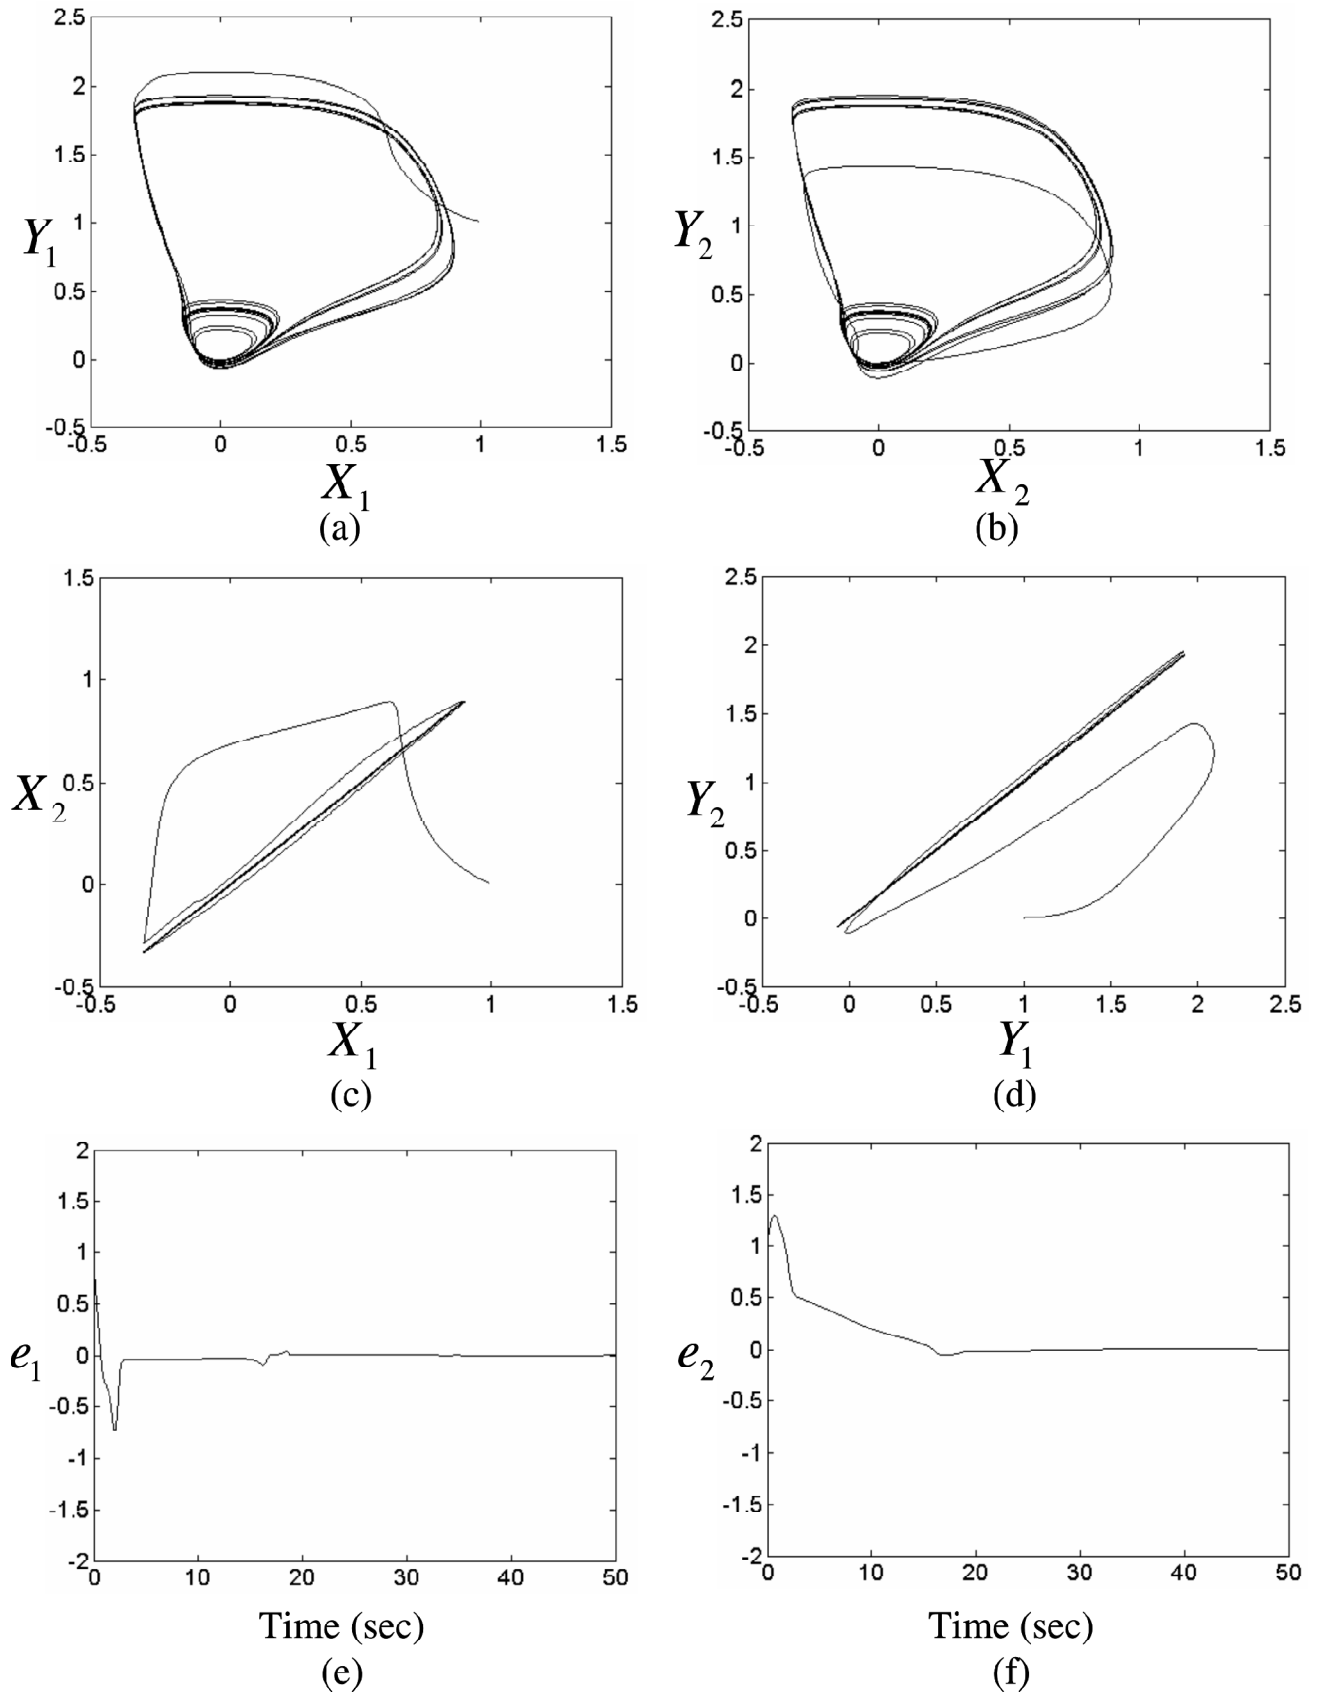 2.5 2.5
2 2
1.5 1.5
Y1 1 Y2 1
0.5 0.5
0 0
-0.5 -0.5
-0.5 0 0.5 1 1.5 -0.5 0 0.5 1 1.5
X1 X2
(a) (b)
1.5 2.5
1 2
X2 0.5 1.5
0 Y2 1
-0.5 0.5
0
-0.5
-0.5 0 0.5 1 1.5 -0.5 0 0.5 1 1.5 2 2.5
X1 Y1
(c) (d)
2 2
1.5 1.5
1 1
0.5 0.5
e1 0 e2 0
-0.5 -0.5
-1 -1
-1.5 -1.5
-2 -2
0 10 20 30 40 50 0 10 20 30 40 50
Time (sec) Time (sec)
(e) (f)